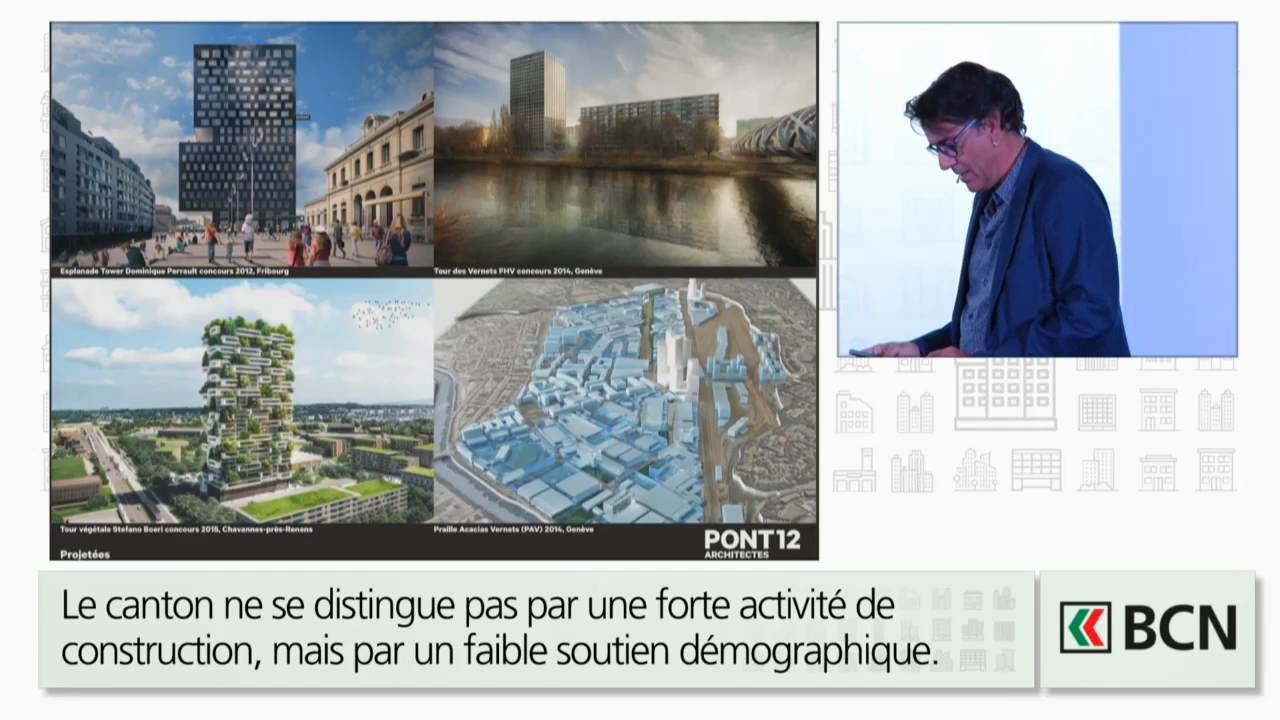 Esplanade Tower Dominique Perrault concours 2012, Fribourg
Tour des Vernets FHV concours 2014, Genève
Tour végétale Stefano Boeri concours 2015, Chavannes-près-Renens
Praille Acacias Vernets (PAV) 2014, Genève
Projetées
PONT12
ARCHITECTES
Le canton ne se distingue pas par une forte activité de
construction, mais par un faible soutien démographique.
BCN